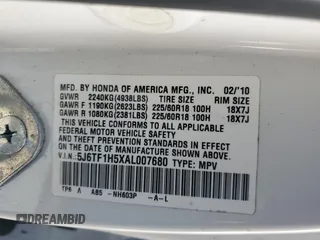 MFD. BY HONDA OF AMERICA MFG., INC. 02/'10
GVWR 2240KG(4938LBS) TIRE SIZE RIM SIZE
GAWR F 1190KG(2623LBS) 225/60R18 100H 18X7J
GAWR R 1080KG(2381LBS) 225/60R18 100H 18X7J
THIS VEHICLE CONFORMS TO ALL APPLICABLE
FEDERAL MOTOR VEHICLE SAFETY AND THEFT
PREVENTION STANDARDS IN EFFECT ON THE DATE
OF MANUFACTURE SHOWN ABOVE.
V.I.N: 5J6TF1H5XAL007680 TYPE: MPV
TP6 A A85 -NH603P -A-L
DREAMBID